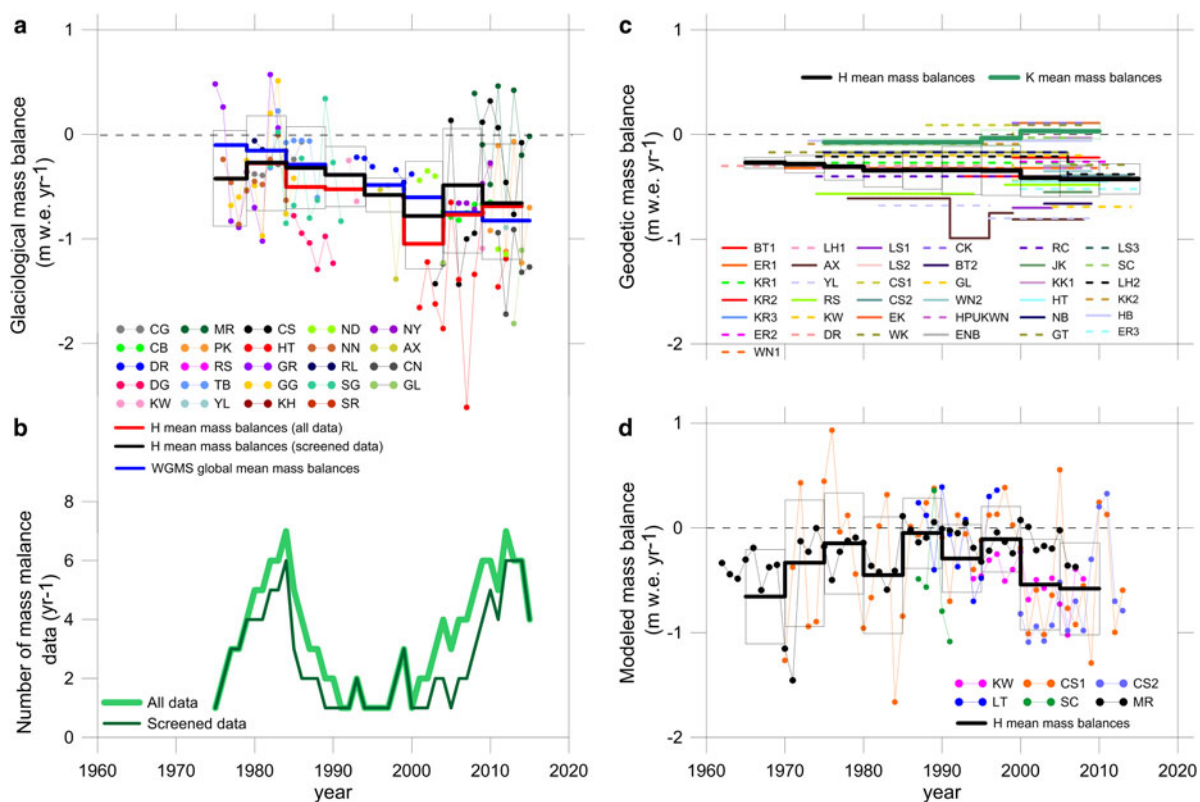 a
1
0
-1
-2
Glaciological mass balance
(m w.e. yr-1)
CG MR CS ND NY
CB PK HT NN AX
DR RS GR RL CN
DG TB GG SG GL
KW YL KH SR
H mean mass balances (all data)
H mean mass balances (screened data)
WGMS global mean mass balances
b
8
6
4
2
0
Number of mass malance
data (yr-1)
All data
Screened data
1960 1970 1980 1990 2000 2010 2020
year
c
1
0
-1
-2
Geodetic mass balance
(m w.e. yr-1)
H mean mass balances K mean mass balances
BT1 LH1 LS1 CK RC LS3
ER1 AX LS2 BT2 JK SC
KR1 YL CS1 GL KK1 LH2
KR2 RS CS2 WN2 HT KK2
KR3 KW EK HPUKWN NB HB
ER2 DR WK ENB GT ER3
WN1
d
1
0
-1
-2
Modeled mass balance
(m w.e. yr-1)
KW CS1 CS2
LT SC MR
H mean mass balances
1960 1970 1980 1990 2000 2010 2020
year